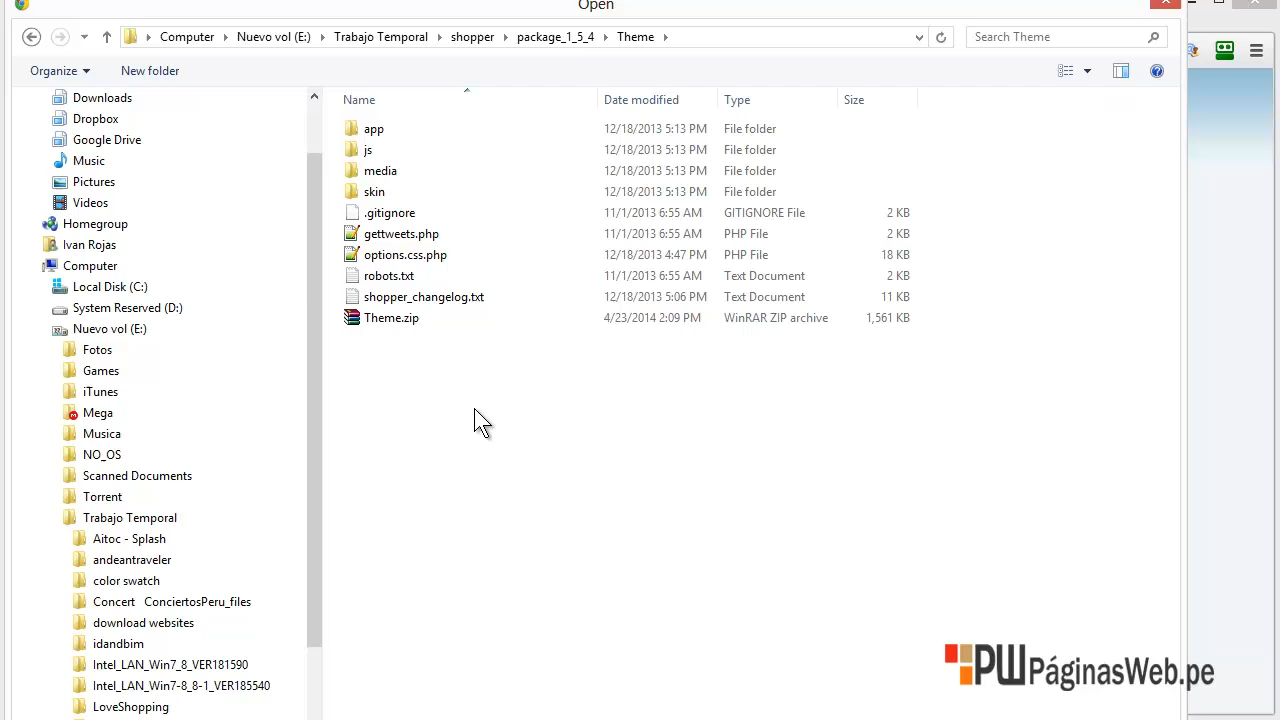 Open
Computer Nuevo vol (E:) Trabajo Temporal shopper package_1_5_4 Theme
Search Theme
Organize New folder
Name Date modified Type Size
Downloads
Dropbox
Google Drive
Music
Pictures
Videos
Homegroup
Ivan Rojas
Computer
Local Disk (C:)
System Reserved (D:)
Nuevo vol (E:)
Fotos
Games
iTunes
Mega
Musica
NO_OS
Scanned Documents
Torrent
Trabajo Temporal
Aitoc - Splash
andeantraveler
color swatch
Concert ConciertosPeru_files
download websites
idandbim
Intel_LAN_Win7_8_VER181590
Intel_LAN_Win7-8_8-1_VER185540
LoveShopping
app 12/18/2013 5:13 PM File folder
js 12/18/2013 5:13 PM File folder
media 12/18/2013 5:13 PM File folder
skin 12/18/2013 5:13 PM File folder
.gitignore 11/1/2013 6:55 AM GITIGNORE File 2 KB
gettweets.php 11/1/2013 6:55 AM PHP File 2 KB
options.css.php 12/18/2013 4:47 PM PHP File 18 KB
robots.txt 11/1/2013 6:55 AM Text Document 2 KB
shopper_changelog.txt 12/18/2013 5:06 PM Text Document 11 KB
Theme.zip 4/23/2014 2:09 PM WinRAR ZIP archive 1,561 KB
PW PáginasWeb.pe